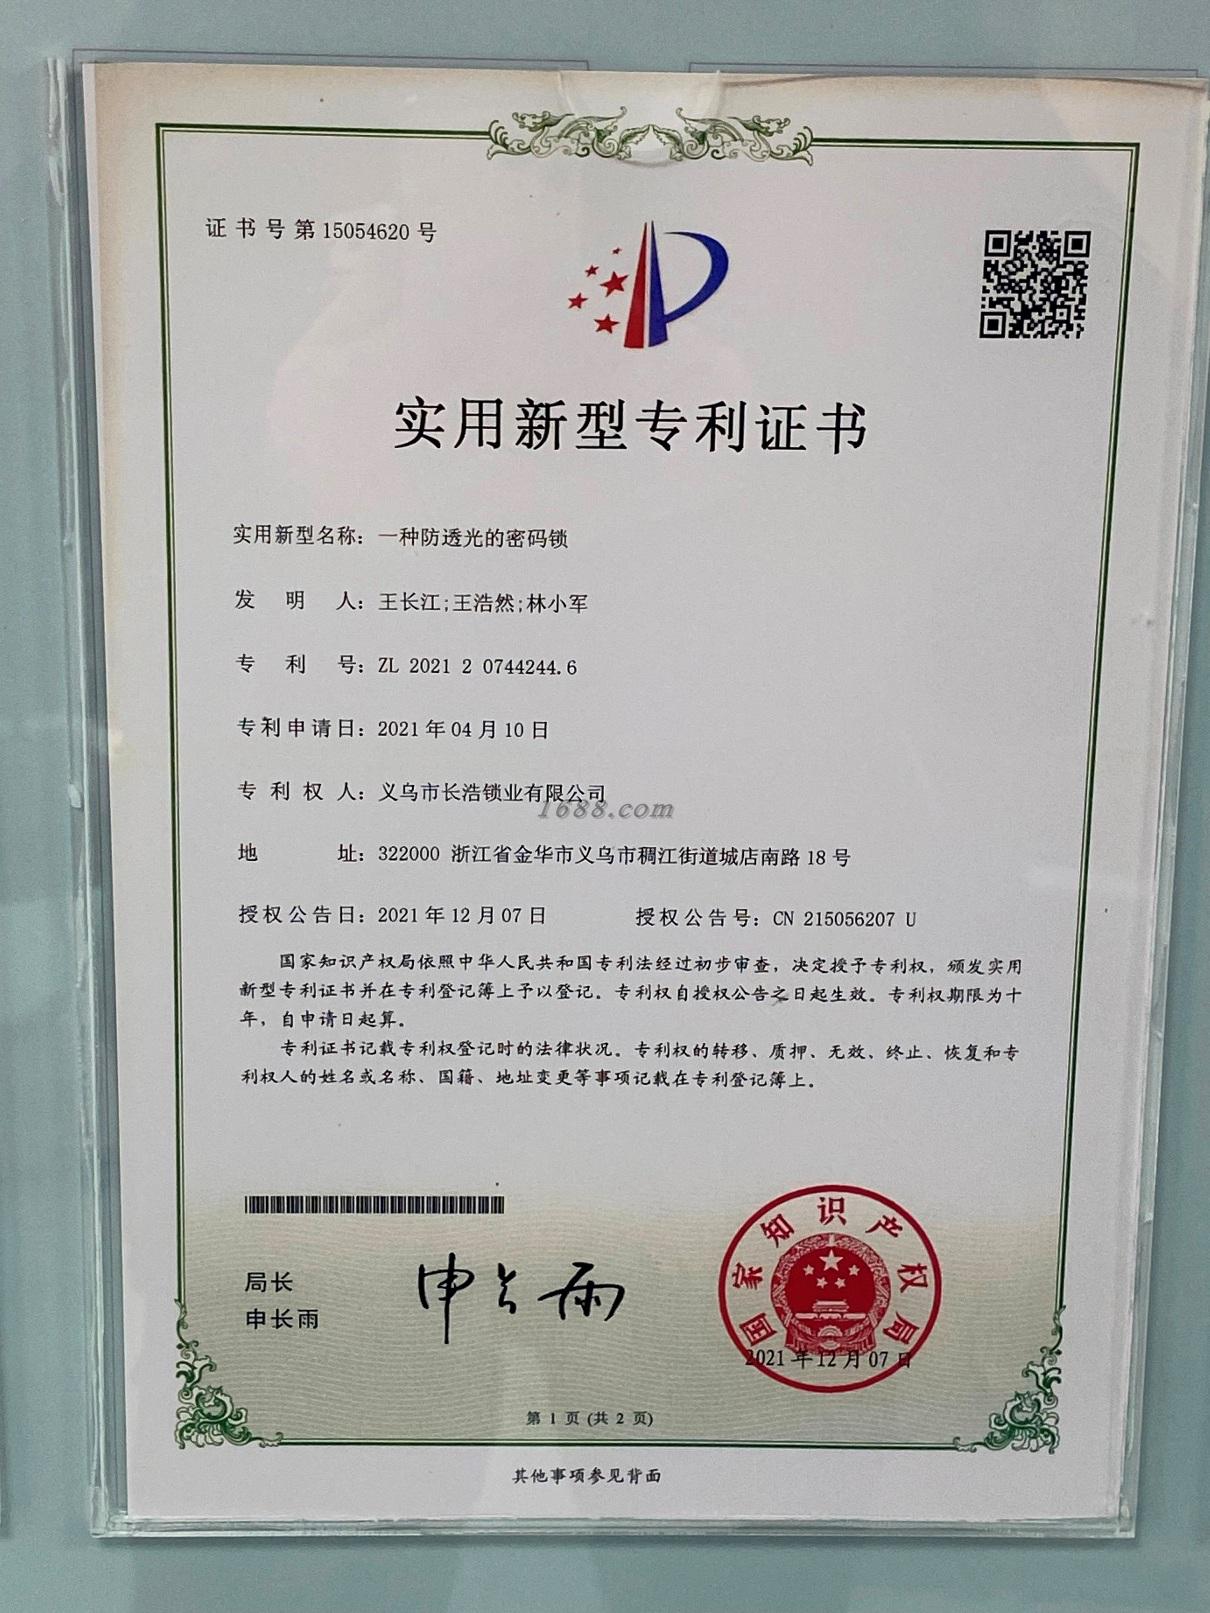 证书号第15054620号
实用新型专利证书
实用新型名称：一种防透光的密码锁
发明人：王长江;王浩然;林小军
专利号：ZL 2021 2 0744244.6
专利申请日：2021年04月10日
专利权人：义乌市长浩锁业有限公司
1688.com
地址：322000 浙江省金华市义乌市稠江街道城店南路18号
授权公告日：2021年12月07日 授权公告号：CN 215056207 U
国家知识产权局依照中华人民共和国专利法经过初步审查，决定授予专利权，颁发实用
新型专利证书并在专利登记簿上予以登记。专利权自授权公告之日起生效。专利权期限为十
年，自申请日起算。
专利证书记载专利权登记时的法律状况。专利权的转移、质押、无效、终止、恢复和专
利权人的姓名或名称、国籍、地址变更等事项记载在专利登记簿上。
局长
申长雨
申长雨
国家知识产权局
2021年12月07日
第 1 页 (共 2 页)
其他事项参见背面